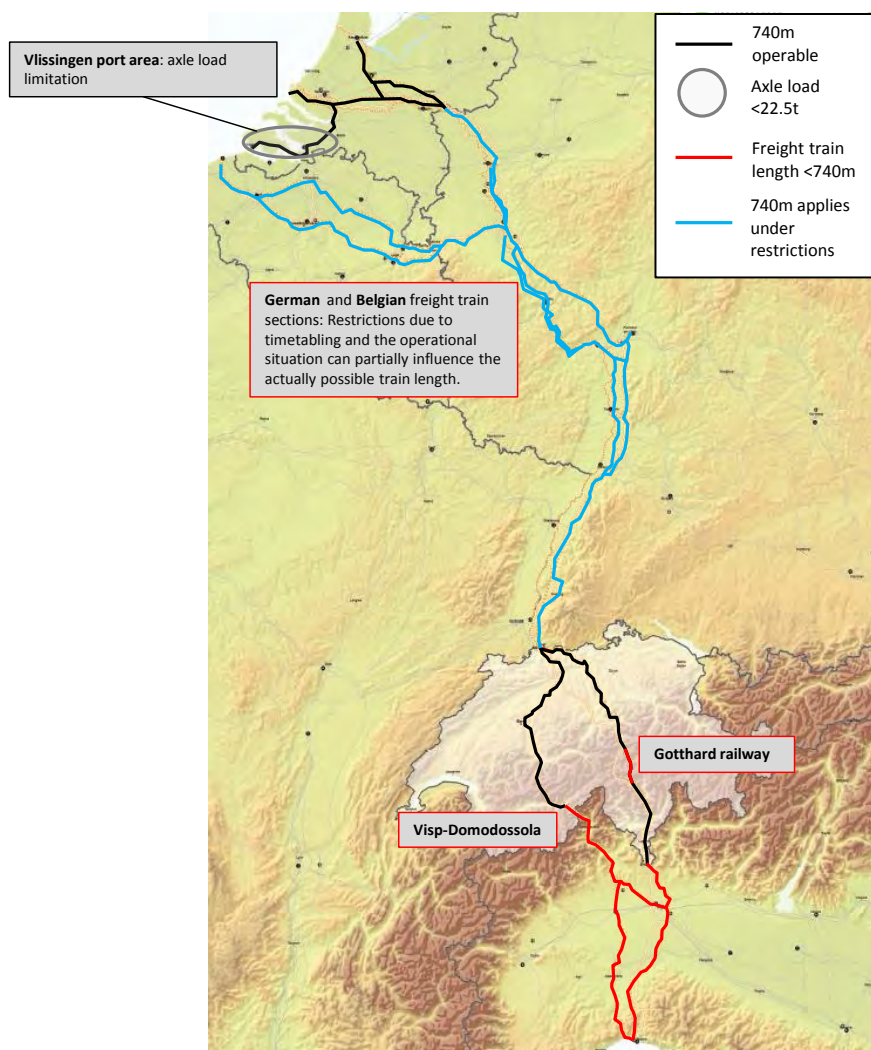 Vlissingen port area: axle load
limitation
740m
operable
Axle load
<22.5t
Freight train
length <740m
740m applies
under
restrictions
German and Belgian freight train
sections: Restrictions due to
timetabling and the operational
situation can partially influence the
actually possible train length.
Gotthard railway
Visp-Domodossola